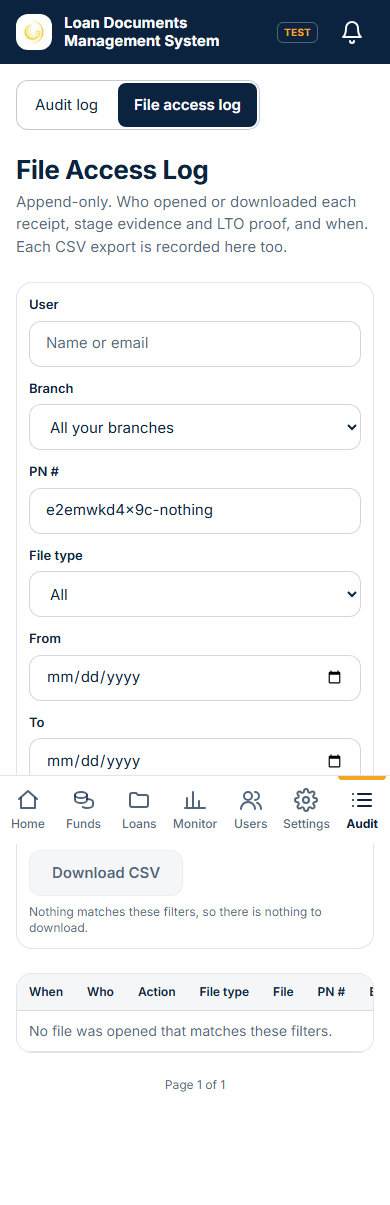 Loan Documents
Management System
TEST
Audit log
File access log
File Access Log
Append-only. Who opened or downloaded each
receipt, stage evidence and LTO proof, and when.
Each CSV export is recorded here too.
User
Name or email
Branch
All your branches
PN #
e2emwkd4×9c-nothing
File type
All
From
mm/dd/yyyy
To
mm/dd/yyyy
Home Funds Loans Monitor Users Settings Audit
Download CSV
Nothing matches these filters, so there is nothing to
download.
When Who Action File type File PN #
No file was opened that matches these filters.
Page 1 of 1